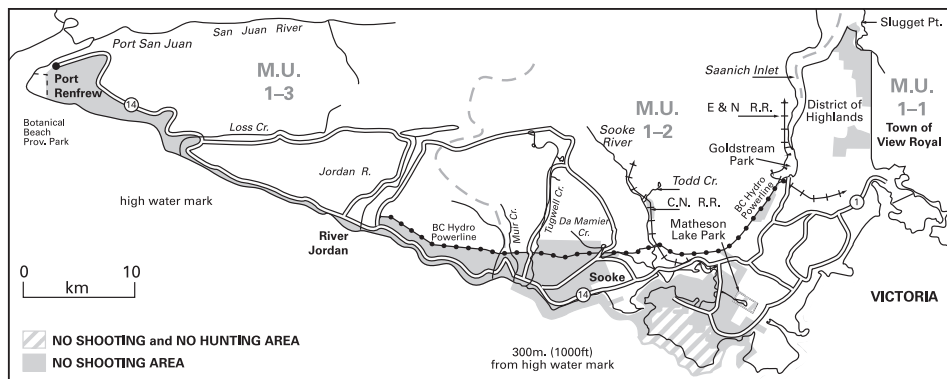 Slugget Pt.
Port San Juan
San Juan River
M.U.
1–3
Saanich Inlet
M.U.
1–1
Port
Renfrew
14
E & N R.R.
M.U.
1–2
District of
Highlands
Town of
View Royal
Botanical
Beach
Prov. Park
Loss Cr.
Sooke
River
Goldstream
Park
Jordan R.
Todd Cr.
high water mark
C.N. R.R.
BC Hydro
Powerline
1
Muir Cr.
Tugwell Cr.
Da Mamier
Cr.
Matheson
Lake Park
River
Jordan
BC Hydro
Powerline
0 10
km
Sooke
14
VICTORIA
NO SHOOTING and NO HUNTING AREA
NO SHOOTING AREA
300m. (1000ft)
from high water mark